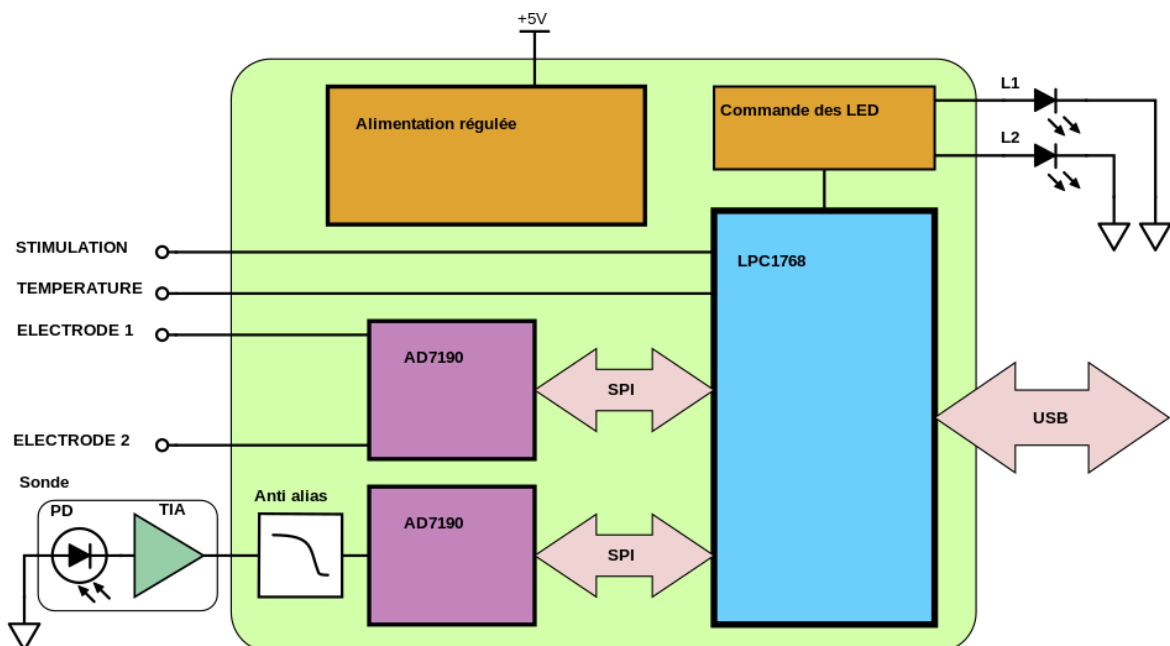 +5V
Alimentation régulée
Commande des LED
L1
L2
STIMULATION
TEMPERATURE
ELECTRODE 1
ELECTRODE 2
LPC1768
AD7190
SPI
USB
Sonde
PD
TIA
Anti alias
AD7190
SPI